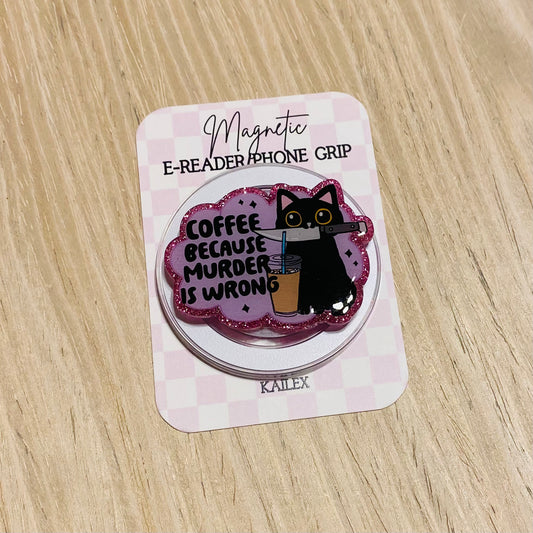 Magnetic
E-READER/PHONE GRIP
COFFEE
BECAUSE
MURDER
IS WRONG
KAILEX